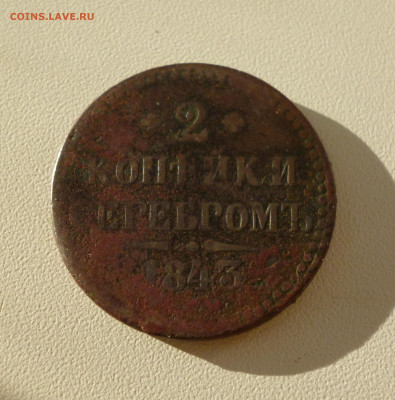 COINS.LAVE.RU
* 2 *
КОПѢЙКИ
СЕРЕБРОМЪ
1843